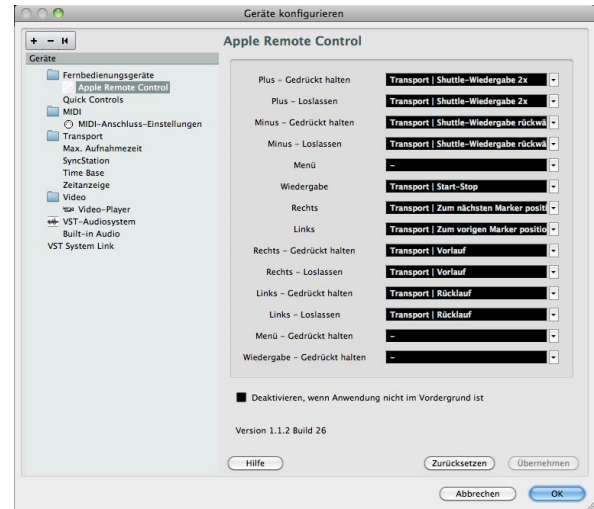 Geräte konfigurieren
Geräte
Fernbedienungsgeräte
Apple Remote Control
Quick Controls
MIDI
MIDI-Anschluss-Einstellungen
Transport
Max. Aufnahmezeit
SyncStation
Time Base
Zeitanzeige
Video
Video-Player
VST-Audiosystem
Built-in Audio
VST System Link
Apple Remote Control
Plus – Gedrückt halten Transport | Shuttle-Wiedergabe 2x
Plus – Loslassen Transport | Shuttle-Wiedergabe 2x
Minus – Gedrückt halten Transport | Shuttle-Wiedergabe rückwä
Minus – Loslassen Transport | Shuttle-Wiedergabe rückwä
Menü –
Wiedergabe Transport | Start-Stop
Rechts Transport | Zum nächsten Marker positi
Links Transport | Zum vorigen Marker positio
Rechts – Gedrückt halten Transport | Vorlauf
Rechts – Loslassen Transport | Vorlauf
Links – Gedrückt halten Transport | Rücklauf
Links – Loslassen Transport | Rücklauf
Menü – Gedrückt halten –
Wiedergabe – Gedrückt halten –
Deaktivieren, wenn Anwendung nicht im Vordergrund ist
Version 1.1.2 Build 26
Hilfe Zurücksetzen Übernehmen
Abbrechen OK